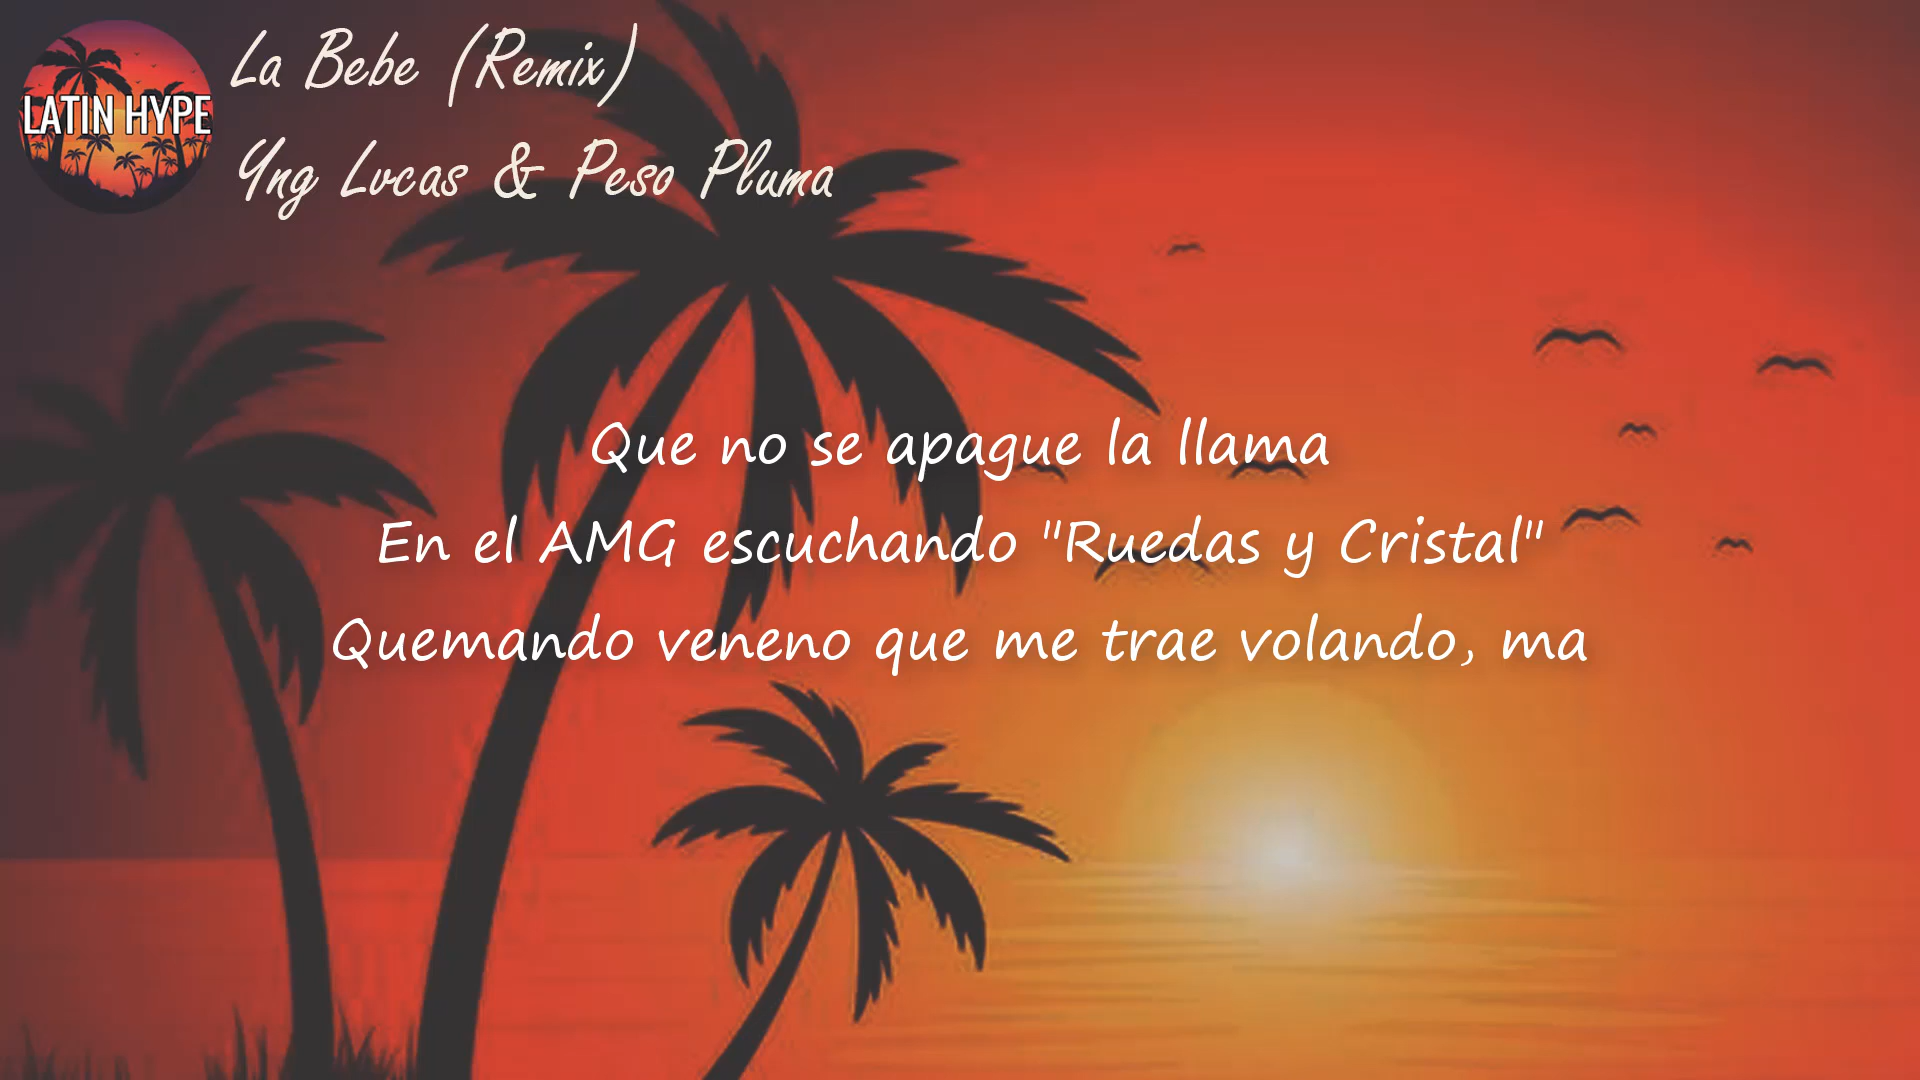 La Bebe (Remix)
LATIN HYPE
Yng Lvcas & Peso Pluma
Que no se apague la llama
En el AMG escuchando "Ruedas y Cristal"
Quemando veneno que me trae volando, ma